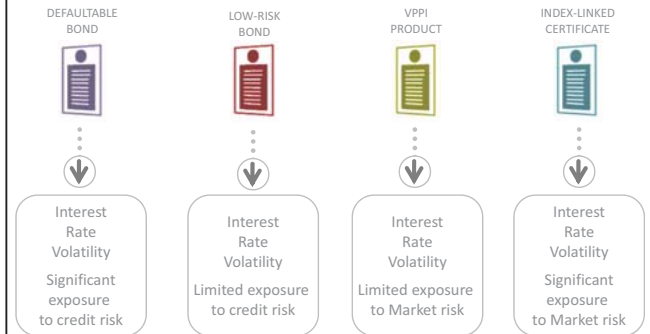 DEFAULTABLE
BOND
LOW-RISK
BOND
VPPI
PRODUCT
INDEX-LINKED
CERTIFICATE
Interest
Rate
Volatility
Significant
exposure
to credit risk
Interest
Rate
Volatility
Limited exposure
to credit risk
Interest
Rate
Volatility
Limited exposure
to Market risk
Interest
Rate
Volatility
Significant
exposure
to Market risk